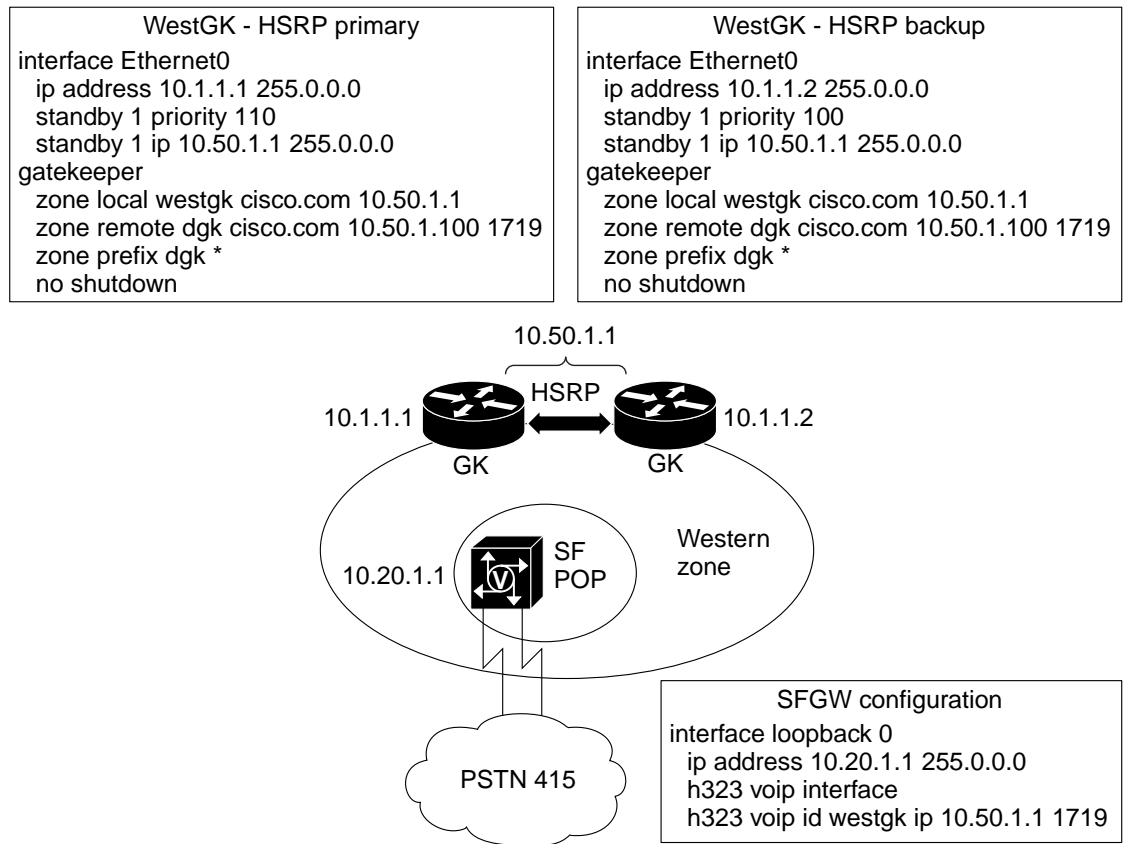 WestGK - HSRP primary
interface Ethernet0
ip address 10.1.1.1 255.0.0.0
standby 1 priority 110
standby 1 ip 10.50.1.1 255.0.0.0
gatekeeper
zone local westgk cisco.com 10.50.1.1
zone remote dgk cisco.com 10.50.1.100 1719
zone prefix dgk *
no shutdown
WestGK - HSRP backup
interface Ethernet0
ip address 10.1.1.2 255.0.0.0
standby 1 priority 100
standby 1 ip 10.50.1.1 255.0.0.0
gatekeeper
zone local westgk cisco.com 10.50.1.1
zone remote dgk cisco.com 10.50.1.100 1719
zone prefix dgk *
no shutdown
10.50.1.1
HSRP
10.1.1.1
10.1.1.2
GK
GK
Western
zone
SF
POP
10.20.1.1
V
PSTN 415
SFGW configuration
interface loopback 0
ip address 10.20.1.1 255.0.0.0
h323 voip interface
h323 voip id westgk ip 10.50.1.1 1719